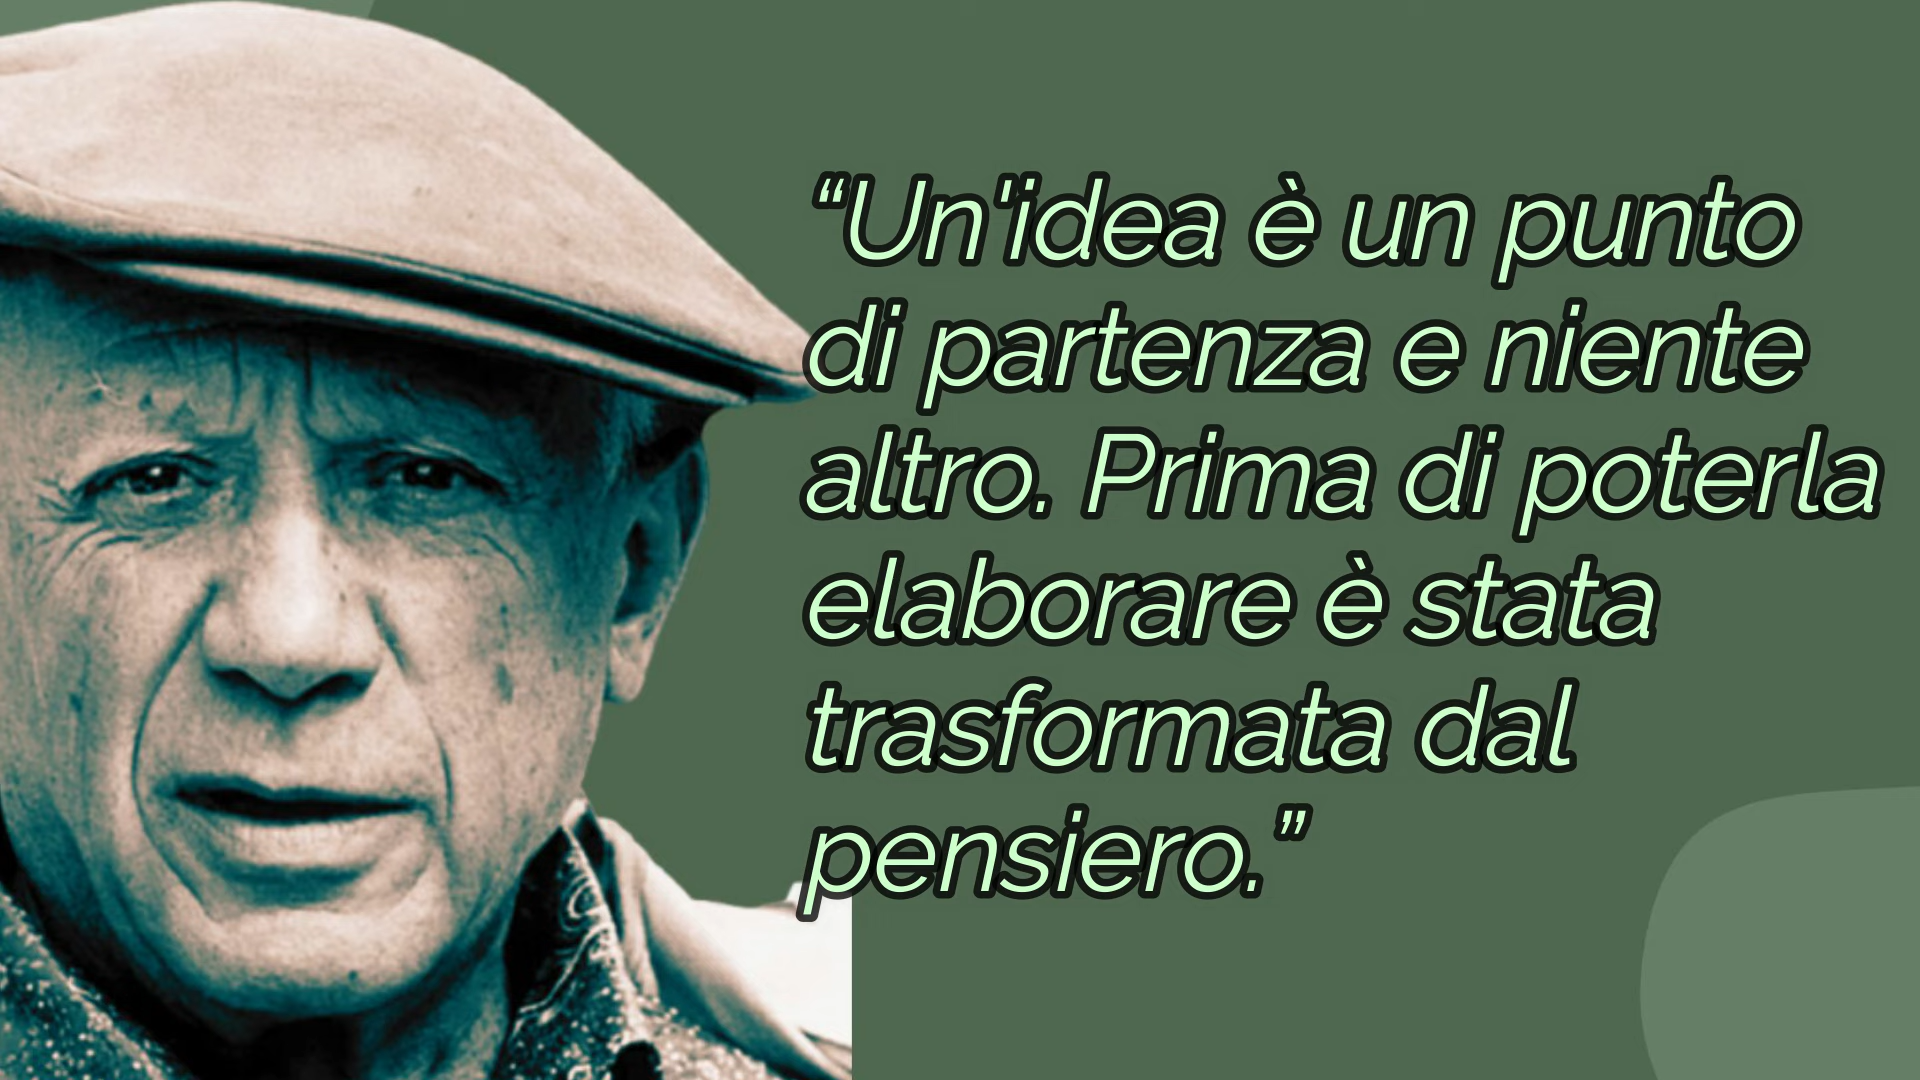 “Un'idea è un punto
di partenza e niente
altro. Prima di poterla
elaborare è stata
trasformata dal
pensiero.”